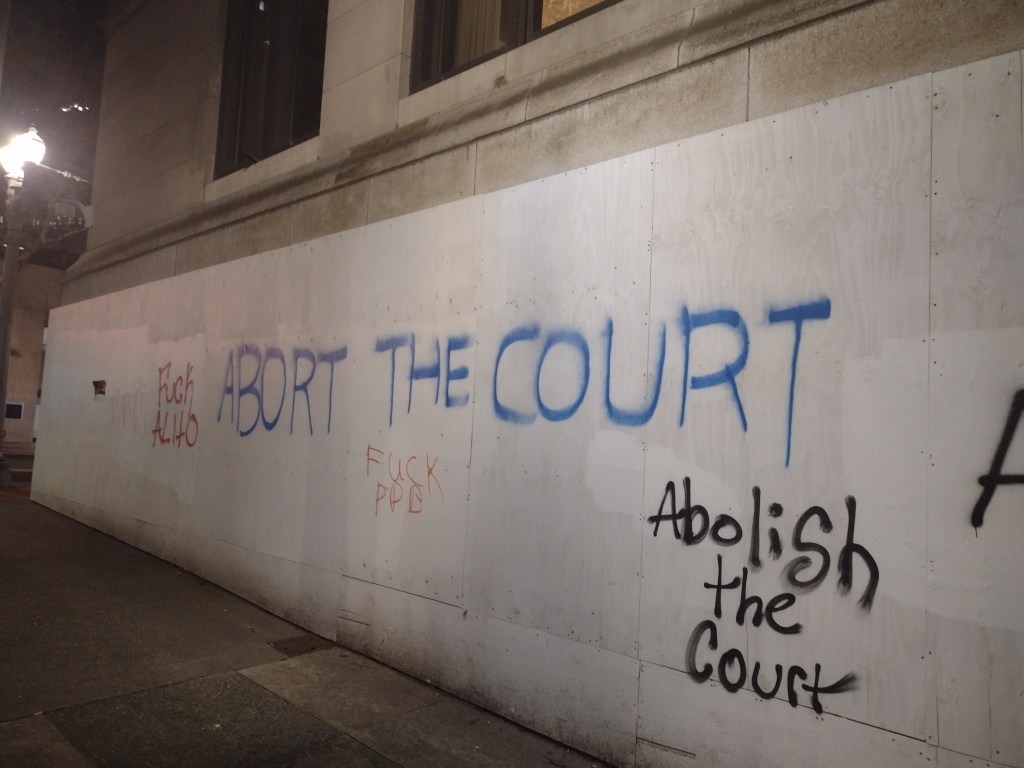 Fuck
ALITO
ABORT THE COURT
FUCK
PPB
Abolish
the
Court